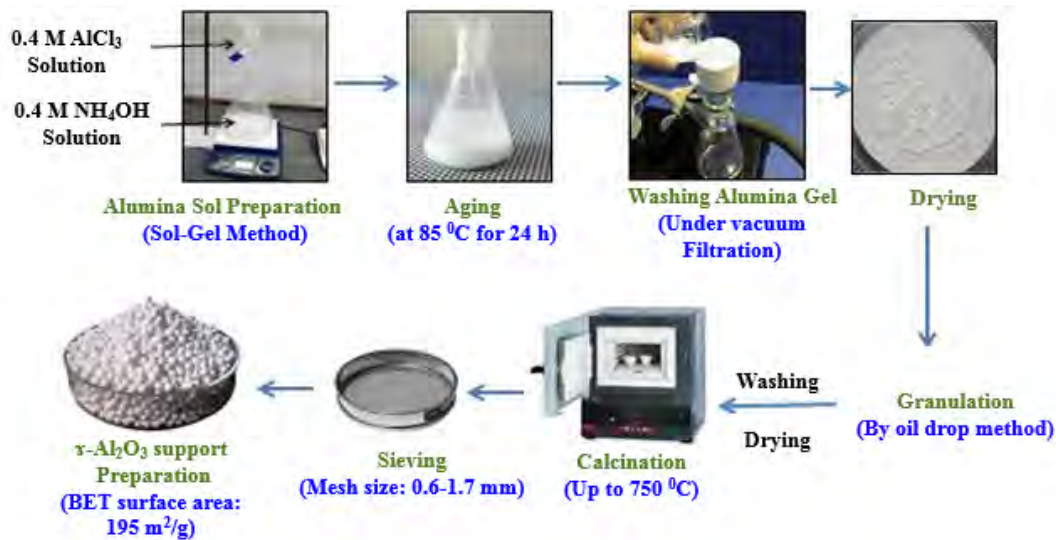 0.4 M AlCl₃
Solution
0.4 M NH₄OH
Solution
Alumina Sol Preparation
(Sol-Gel Method)
Aging
(at 85 ⁰C for 24 h)
Washing Alumina Gel
(Under vacuum
Filtration)
Drying
Granulation
(By oil drop method)
Washing
Drying
Calcination
(Up to 750 ⁰C)
Sieving
(Mesh size: 0.6-1.7 mm)
ɤ-Al₂O₃ support
Preparation
(BET surface area:
195 m²/g)